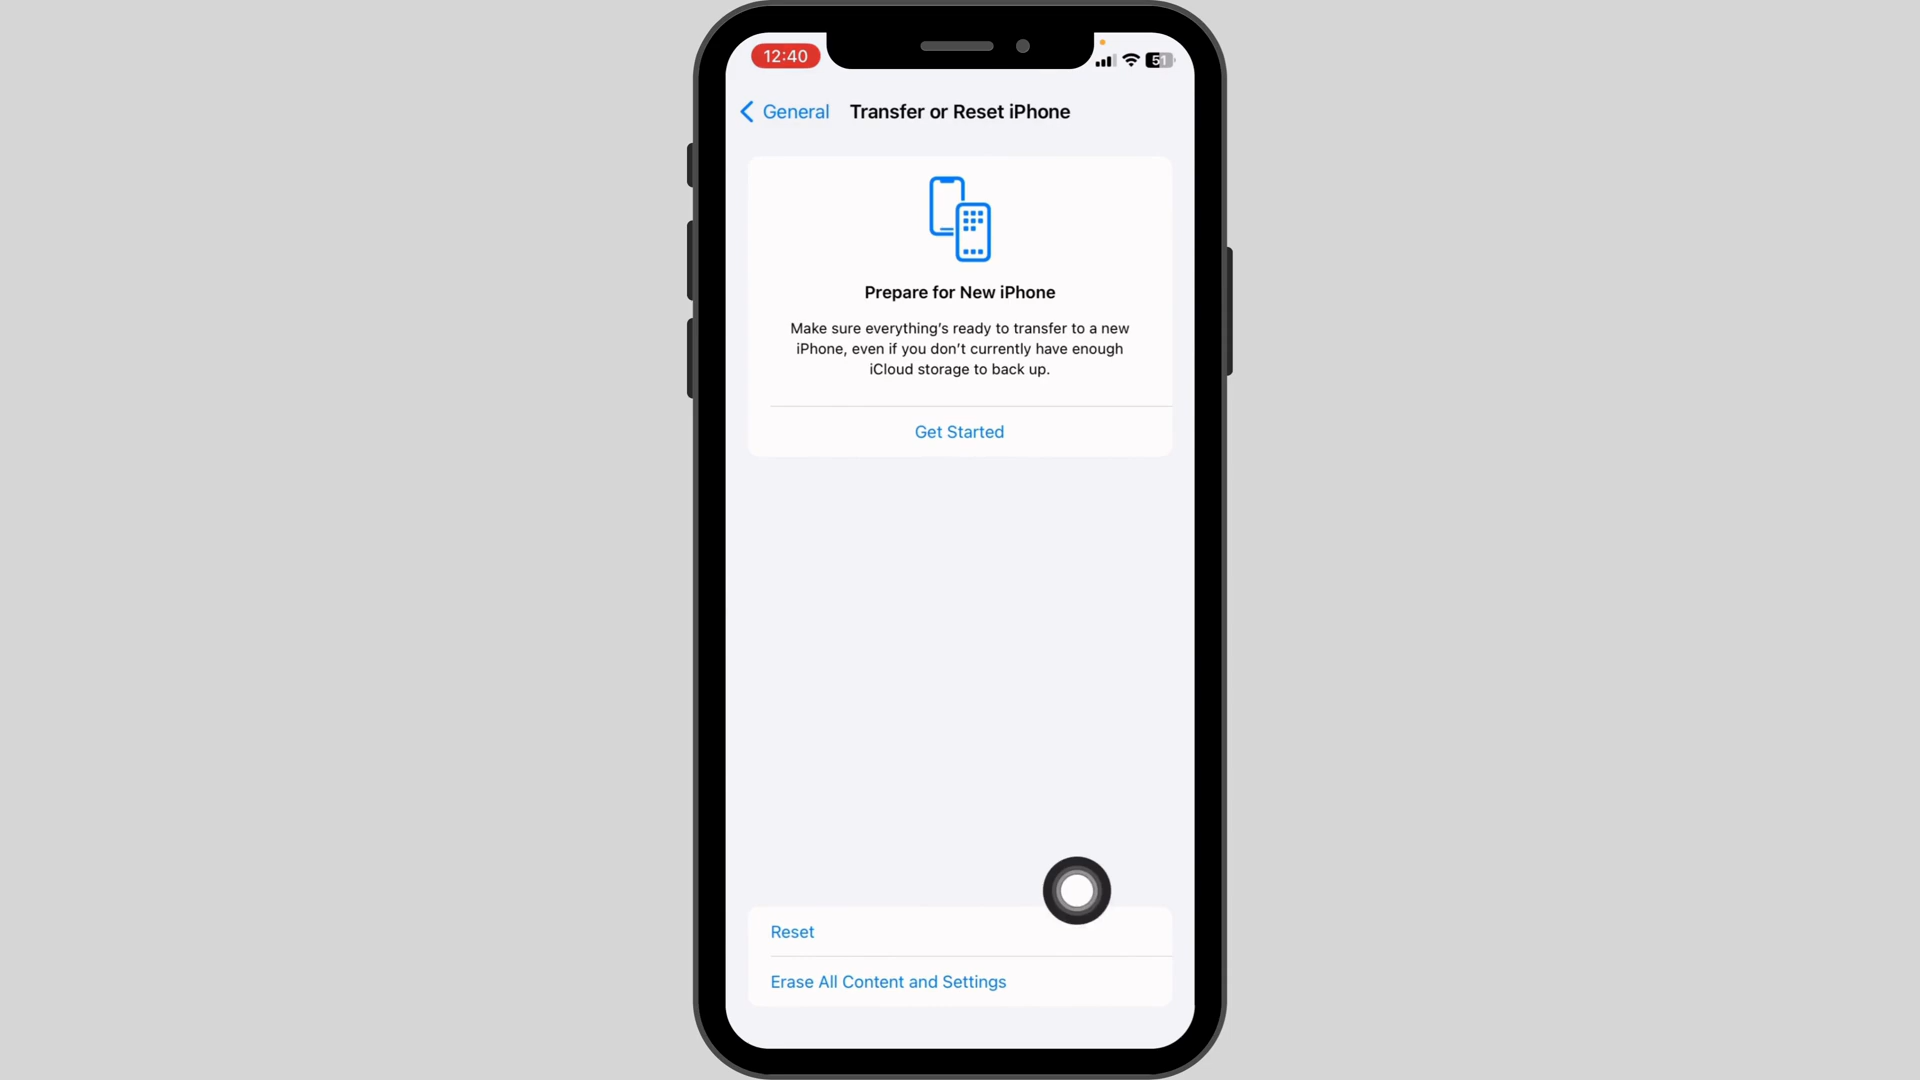 12:40
51
General
Transfer or Reset iPhone
Prepare for New iPhone
Make sure everything's ready to transfer to a new
iPhone, even if you don't currently have enough
iCloud storage to back up.
Get Started
Reset
Erase All Content and Settings